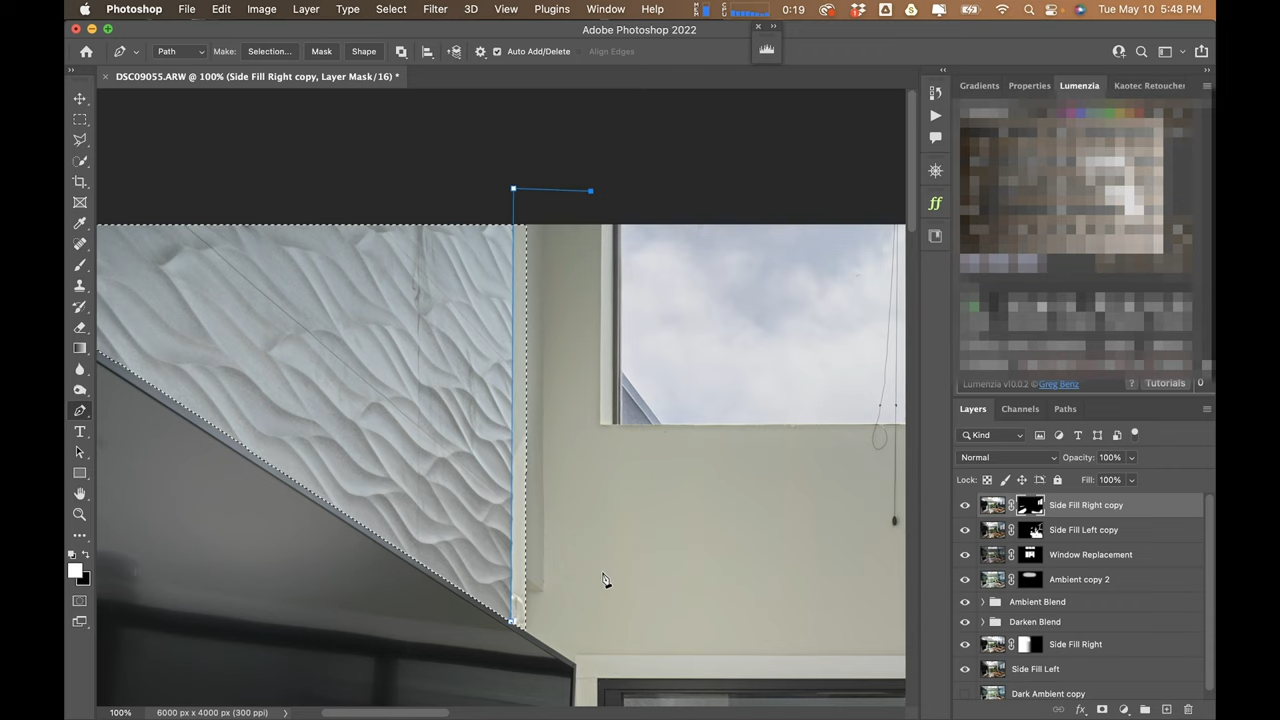 Photoshop File Edit Image Layer Type Select Filter 3D View Plugins Window Help 0:19 Tue May 10 5:48 PM
Adobe Photoshop 2022
Path Make: Selection... Mask Shape Auto Add/Delete Align Edges
DSC09055.ARW @ 100% (Side Fill Right copy, Layer Mask/16) *
Gradients Properties Lumenzia Kaotec Retoucher
ff
Lumenzia v10.0.2 © Greg Benz ? Tutorials 0
Layers Channels Paths
Kind
Normal Opacity: 100%
Lock: Fill: 100%
Side Fill Right copy
Side Fill Left copy
Window Replacement
Ambient copy 2
Ambient Blend
Darken Blend
Side Fill Right
Side Fill Left
Dark Ambient copy
100% 6000 px x 4000 px (300 ppi)